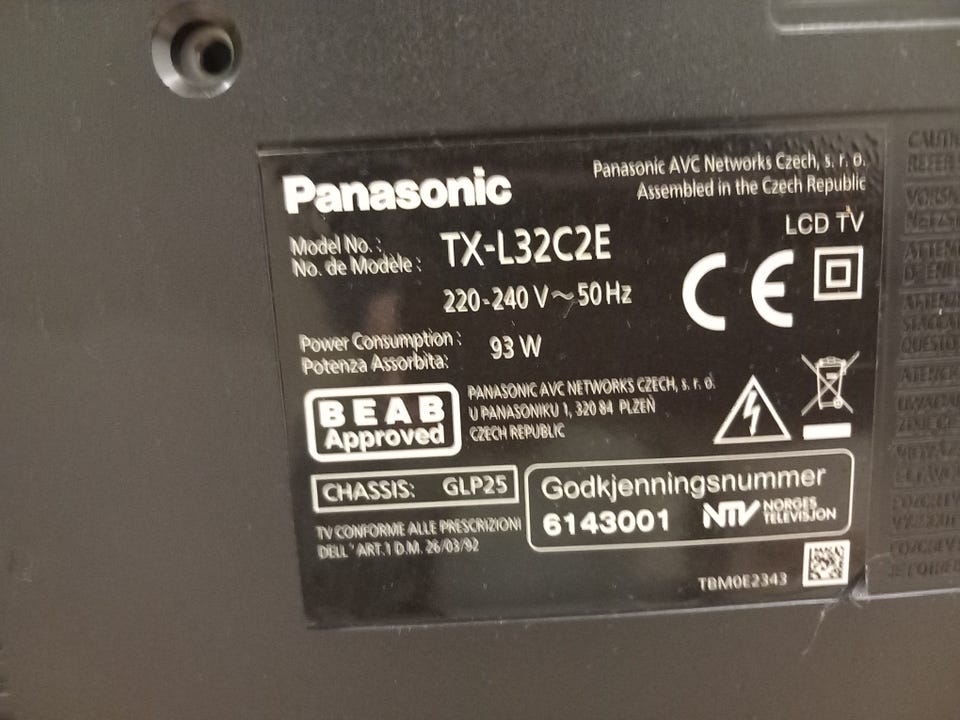 Panasonic
Panasonic AVC Networks Czech, s. r. o.
Assembled in the Czech Republic
LCD TV
Model No. :
No. de Modèle :
TX-L32C2E
220-240 V ~ 50 Hz
CE
Power Consumption :
Potenza Assorbita:
93 W
BEAB
Approved
PANASONIC AVC NETWORKS CZECH, s. r. o.
U PANASONIKU 1, 320 84 PLZEŇ
CZECH REPUBLIC
CHASSIS: GLP25
TV CONFORME ALLE PRESCRIZIONI
DELL' ART.1 D.M. 26/03/92
Godkjenningsnummer
6143001
NTV NORGES
TELEVISJON
TBM0E2343